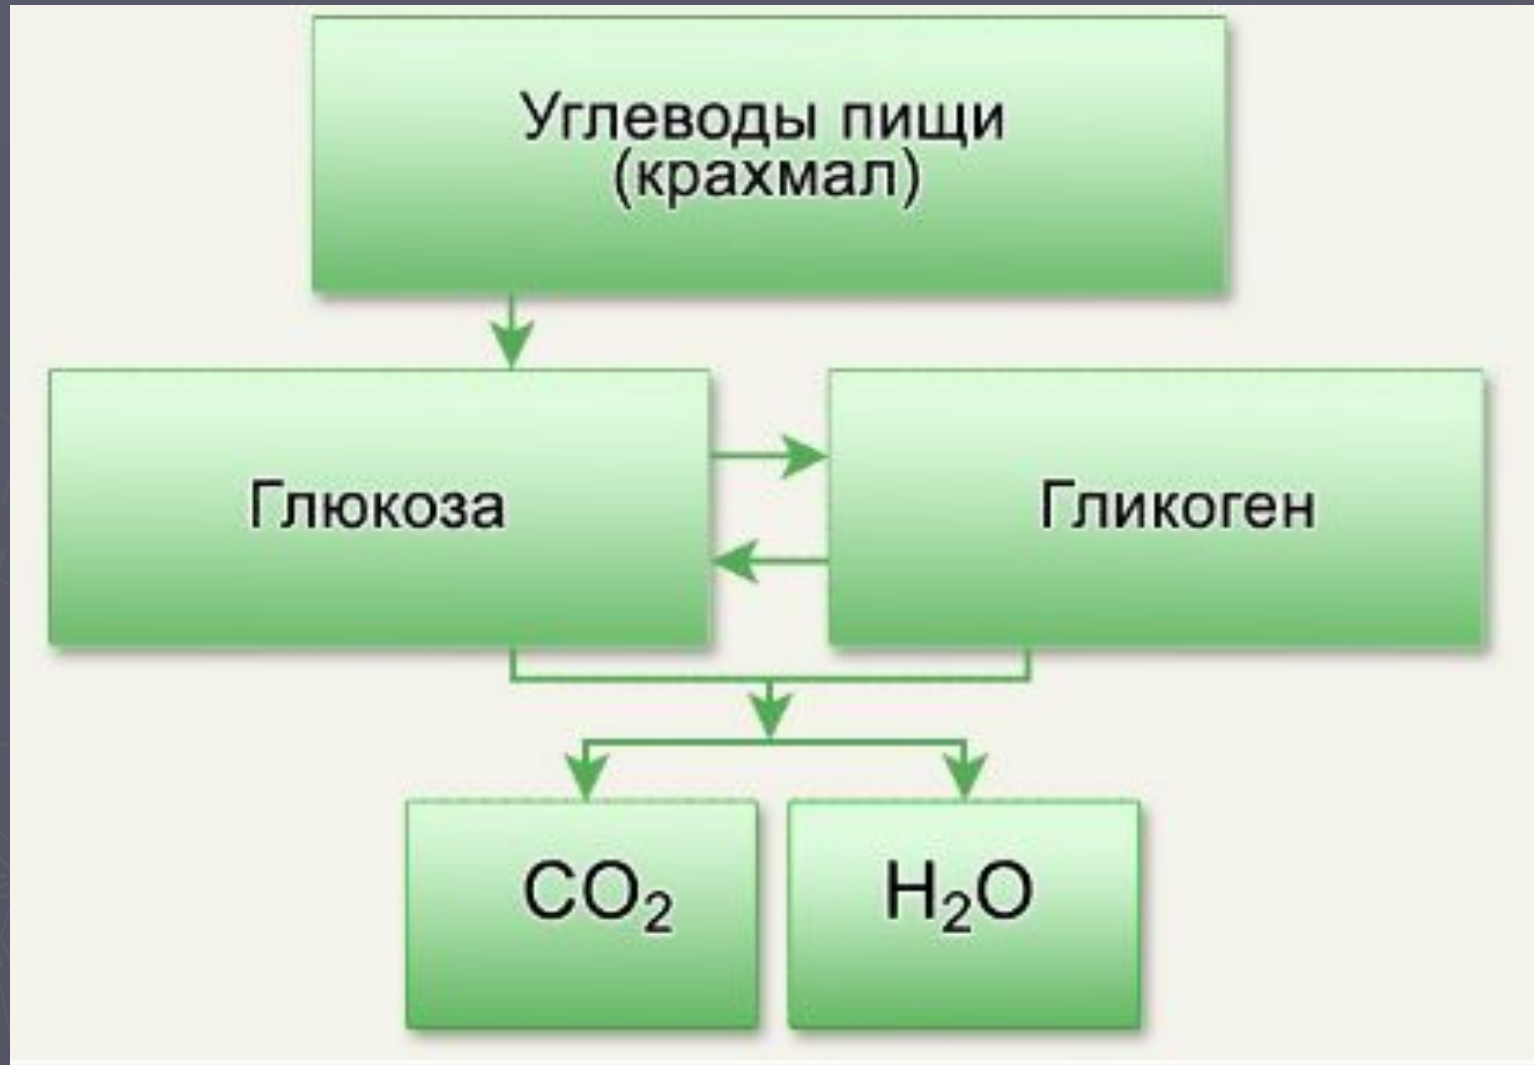 Углеводы пищи
(крахмал)
Глюкоза
Гликоген
CO₂
H₂O